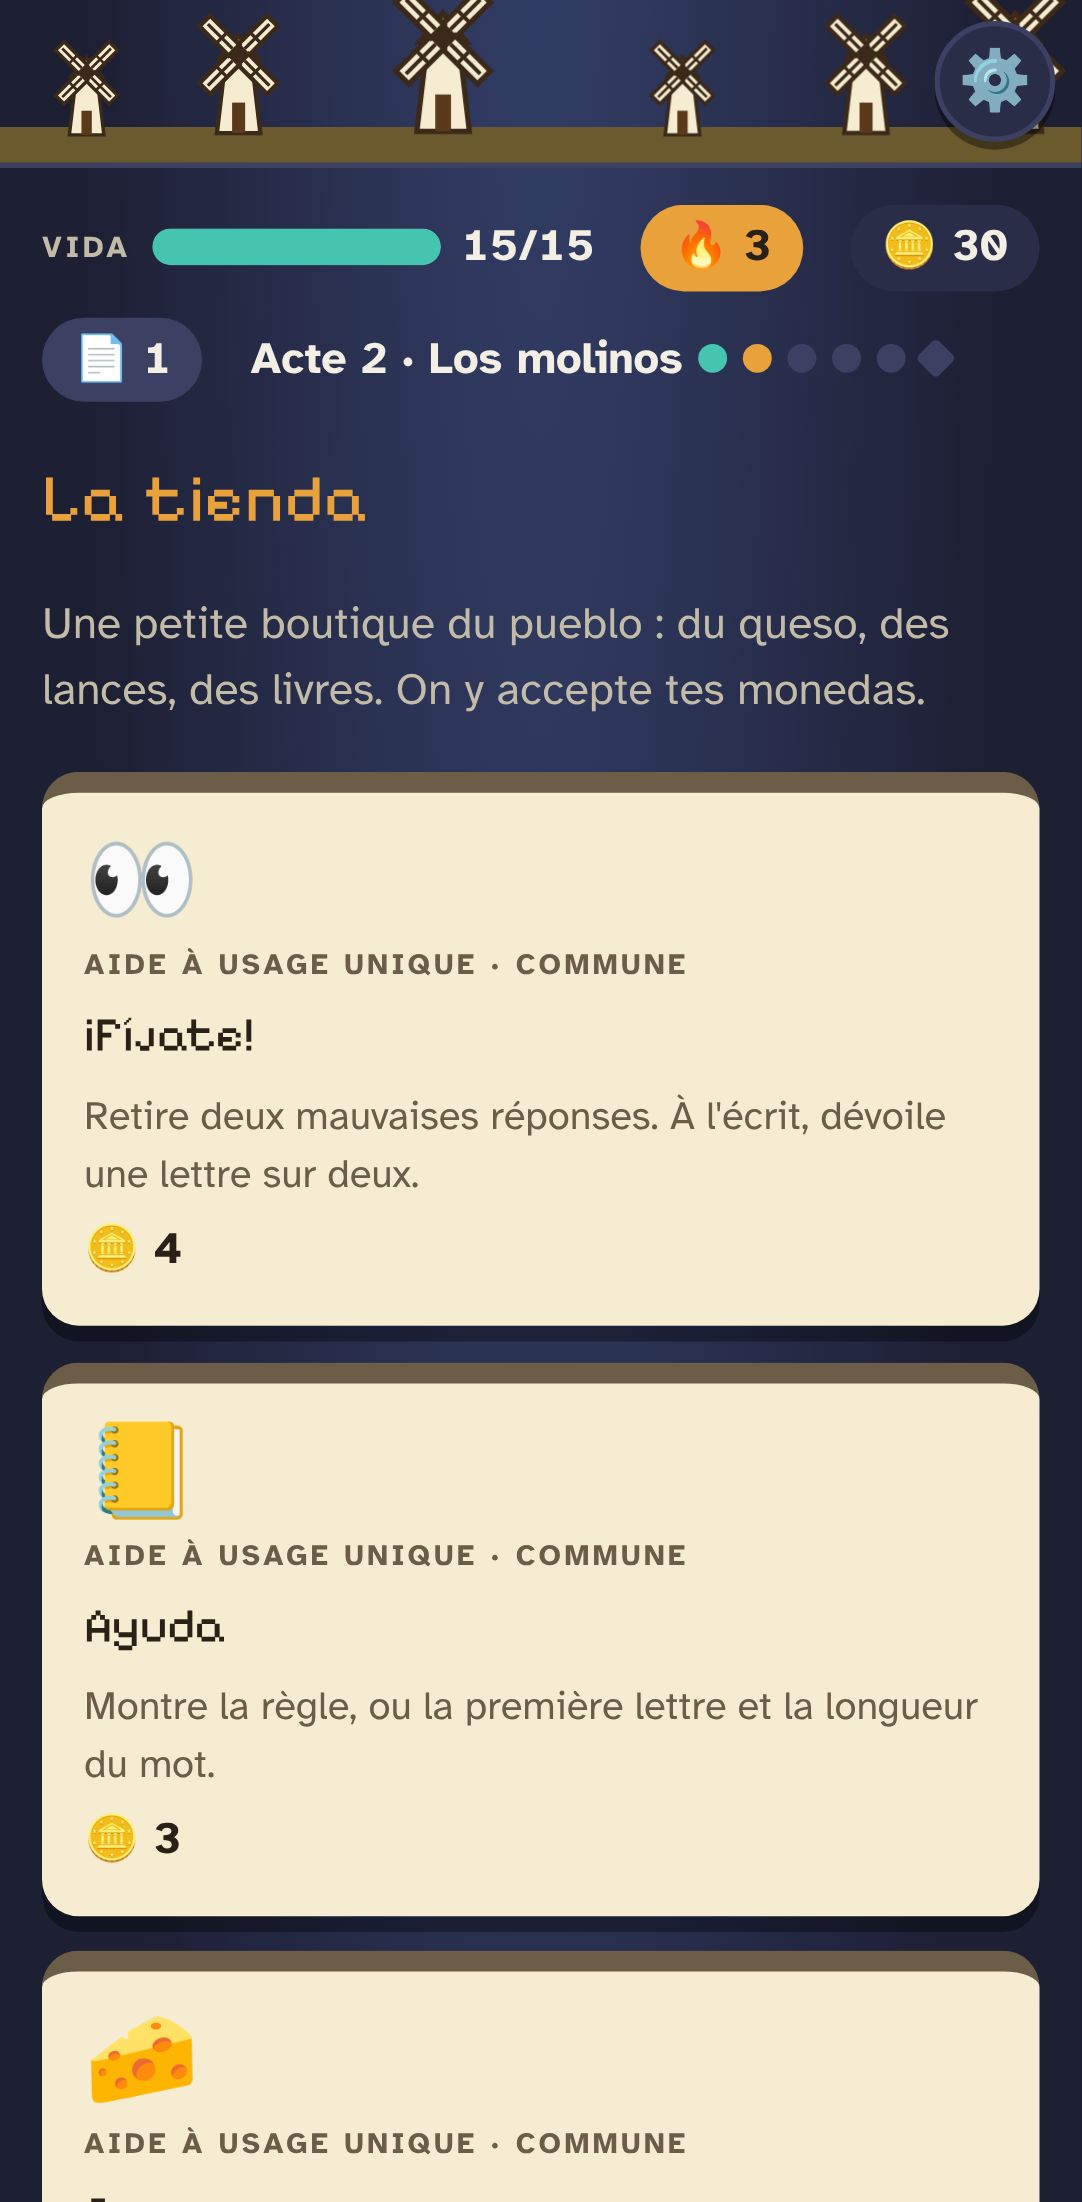 VIDA 15/15 3 30
1 Acte 2 · Los molinos
La tienda
Une petite boutique du pueblo : du queso, des
lances, des livres. On y accepte tes monedas.
AIDE À USAGE UNIQUE · COMMUNE
¡Fíjate!
Retire deux mauvaises réponses. À l'écrit, dévoile
une lettre sur deux.
4
AIDE À USAGE UNIQUE · COMMUNE
Ayuda
Montre la règle, ou la première lettre et la longueur
du mot.
3
AIDE À USAGE UNIQUE · COMMUNE